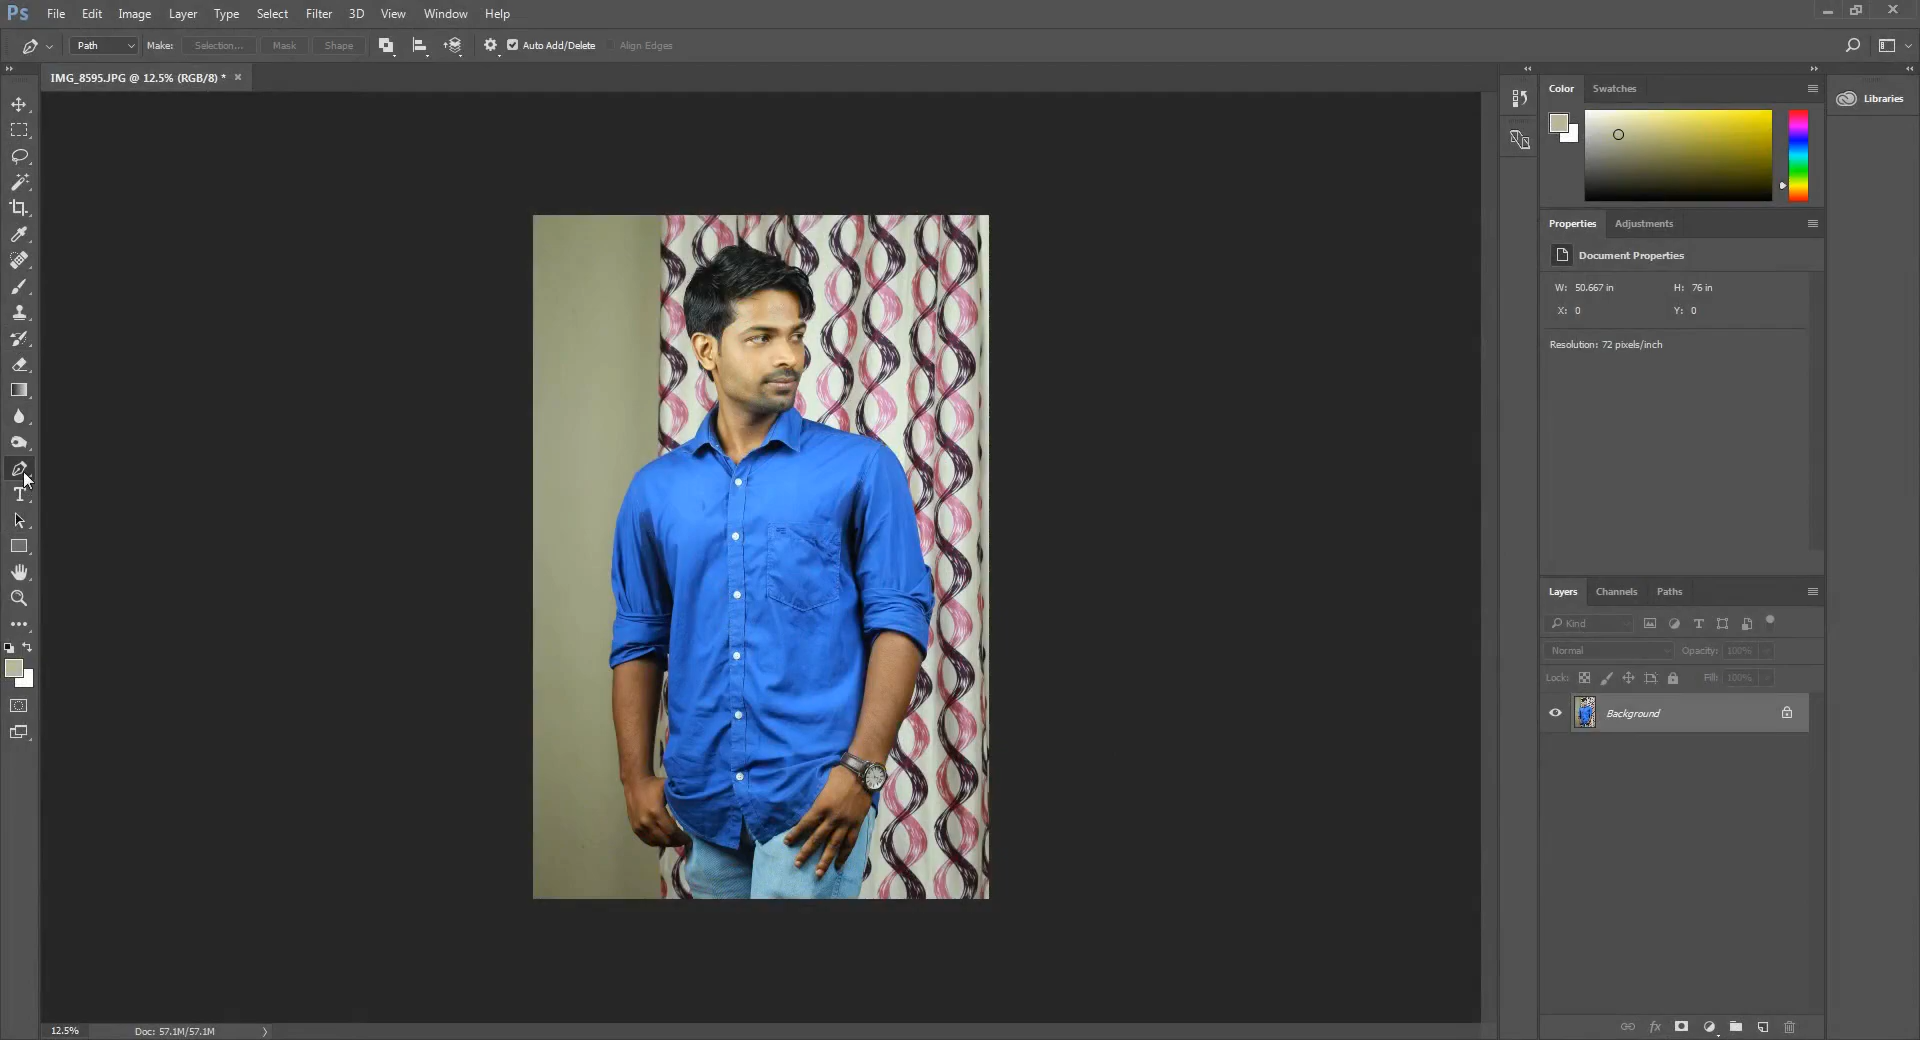 Ps File Edit Image Layer Type Select Filter 3D View Window Help
Path Make: Selection... Mask Shape Auto Add/Delete Align Edges
IMG_8595.JPG @ 12.5% (RGB/8) *
Color Swatches
Libraries
Properties Adjustments
Document Properties
W: 50.667 in H: 76 in
X: 0 Y: 0
Resolution: 72 pixels/inch
T
Layers Channels Paths
Kind T
Normal Opacity: 100%
Lock: Fill: 100%
Background
fx
12.5% Doc: 57.1M/57.1M